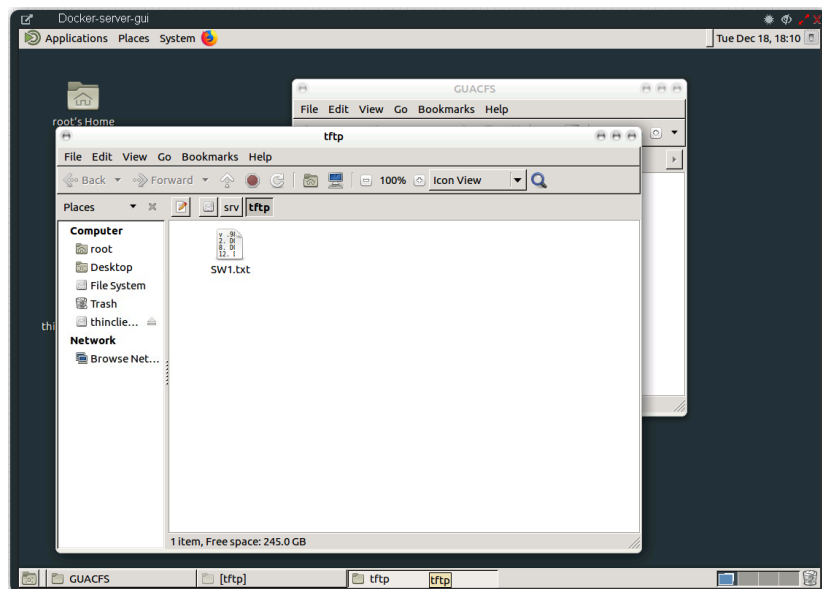 Docker-server-gui
Applications Places System
Tue Dec 18, 18:10
root's Home
GUACFS
File Edit View Go Bookmarks Help
tftp
File Edit View Go Bookmarks Help
Back Forward 100% Icon View
Places srv tftp
Computer
root
Desktop
File System
Trash
thinclie...
Network
Browse Net...
SW1.txt
thi
1 item, Free space: 245.0 GB
GUACFS [tftp] tftp tftp